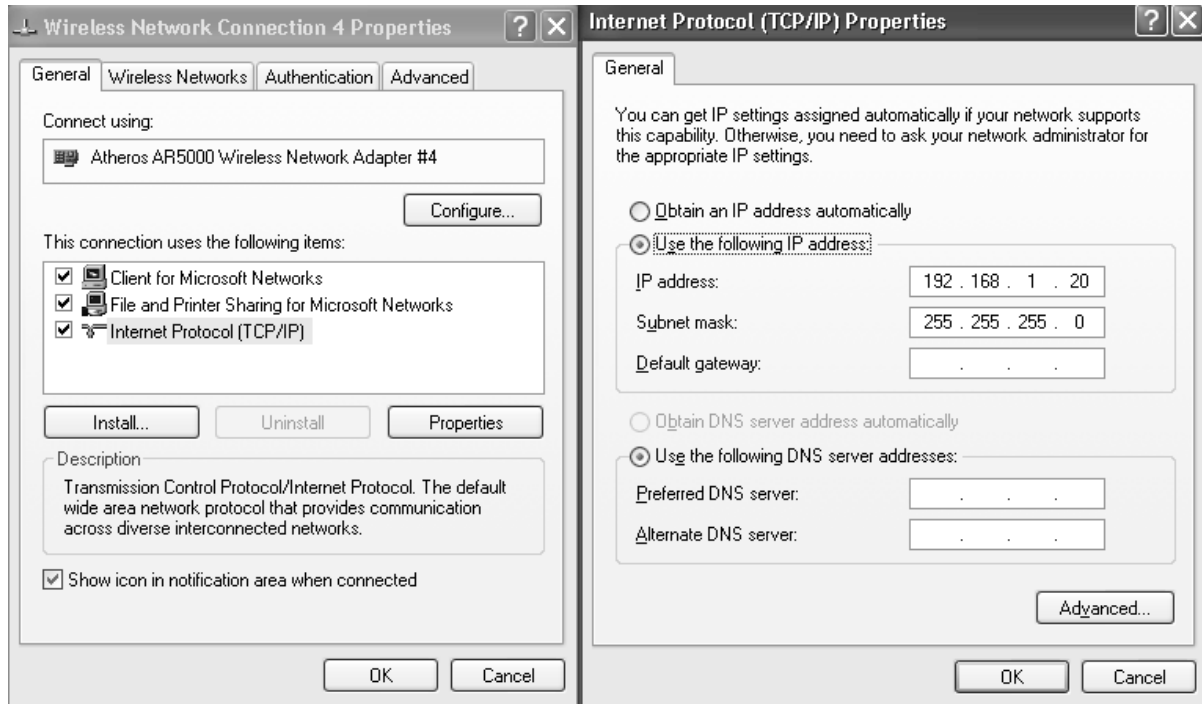 Wireless Network Connection 4 Properties
General
Wireless Networks
Authentication
Advanced
Connect using:
Atheros AR5000 Wireless Network Adapter #4
Configure...
This connection uses the following items:
Client for Microsoft Networks
File and Printer Sharing for Microsoft Networks
Internet Protocol (TCP/IP)
Install...
Uninstall
Properties
Description
Transmission Control Protocol/Internet Protocol. The default
wide area network protocol that provides communication
across diverse interconnected networks.
Show icon in notification area when connected
OK
Cancel
Internet Protocol (TCP/IP) Properties
General
You can get IP settings assigned automatically if your network supports
this capability. Otherwise, you need to ask your network administrator for
the appropriate IP settings.
Obtain an IP address automatically
Use the following IP address:
IP address: 192 . 168 . 1 . 20
Subnet mask: 255 . 255 . 255 . 0
Default gateway: . . .
Obtain DNS server address automatically
Use the following DNS server addresses:
Preferred DNS server: . . .
Alternate DNS server: . . .
Advanced...
OK
Cancel